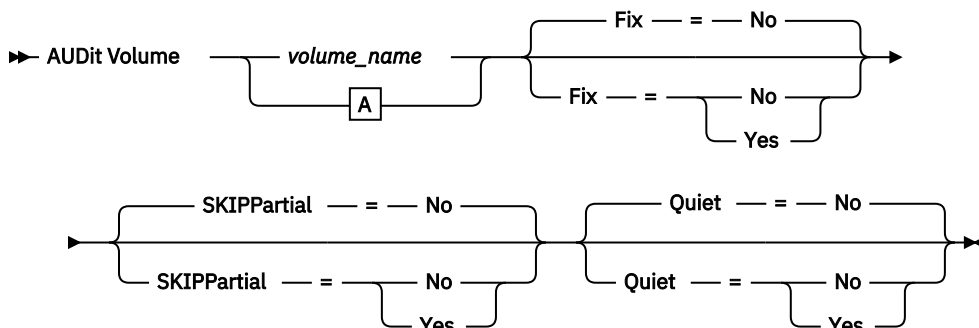 Fix = No
AUDit Volume volume_name
A
Fix = No
Yes
SKIPPartial = No
Quiet = No
SKIPPartial = No
Quiet = No
Yes
Yes